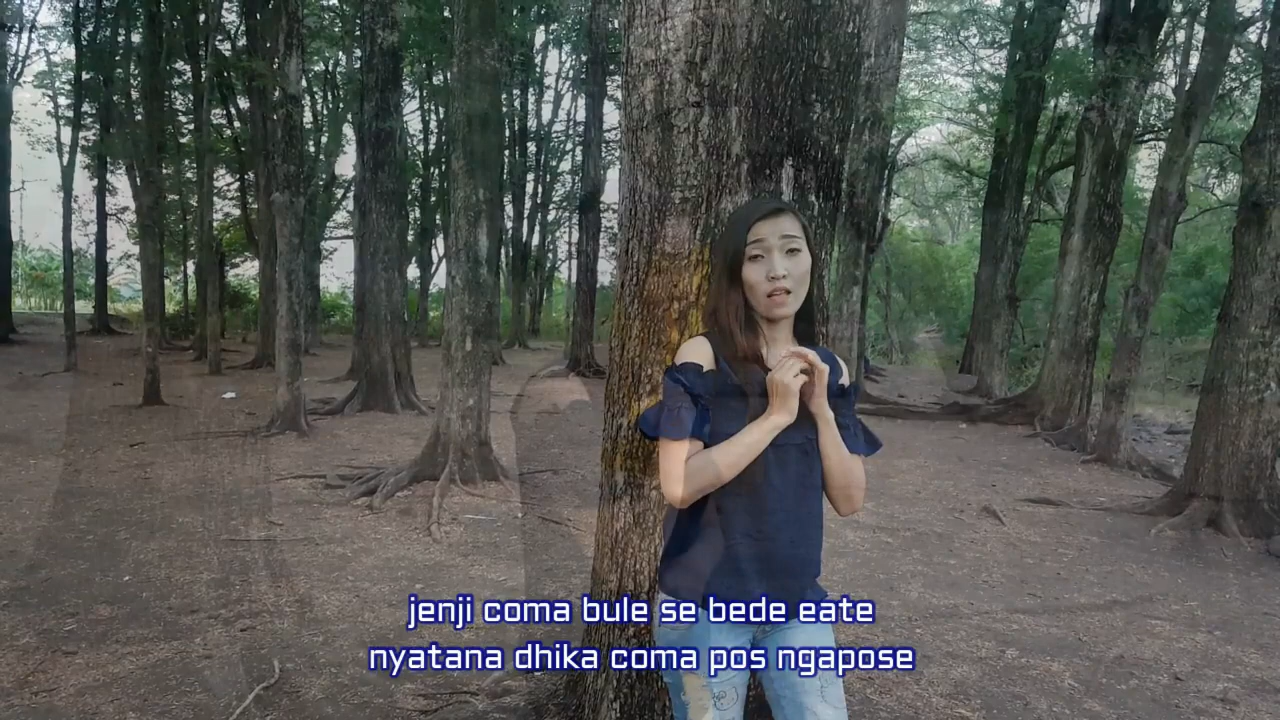 jenji coma bule se bede eate
nyatana dhika coma pos ngapose